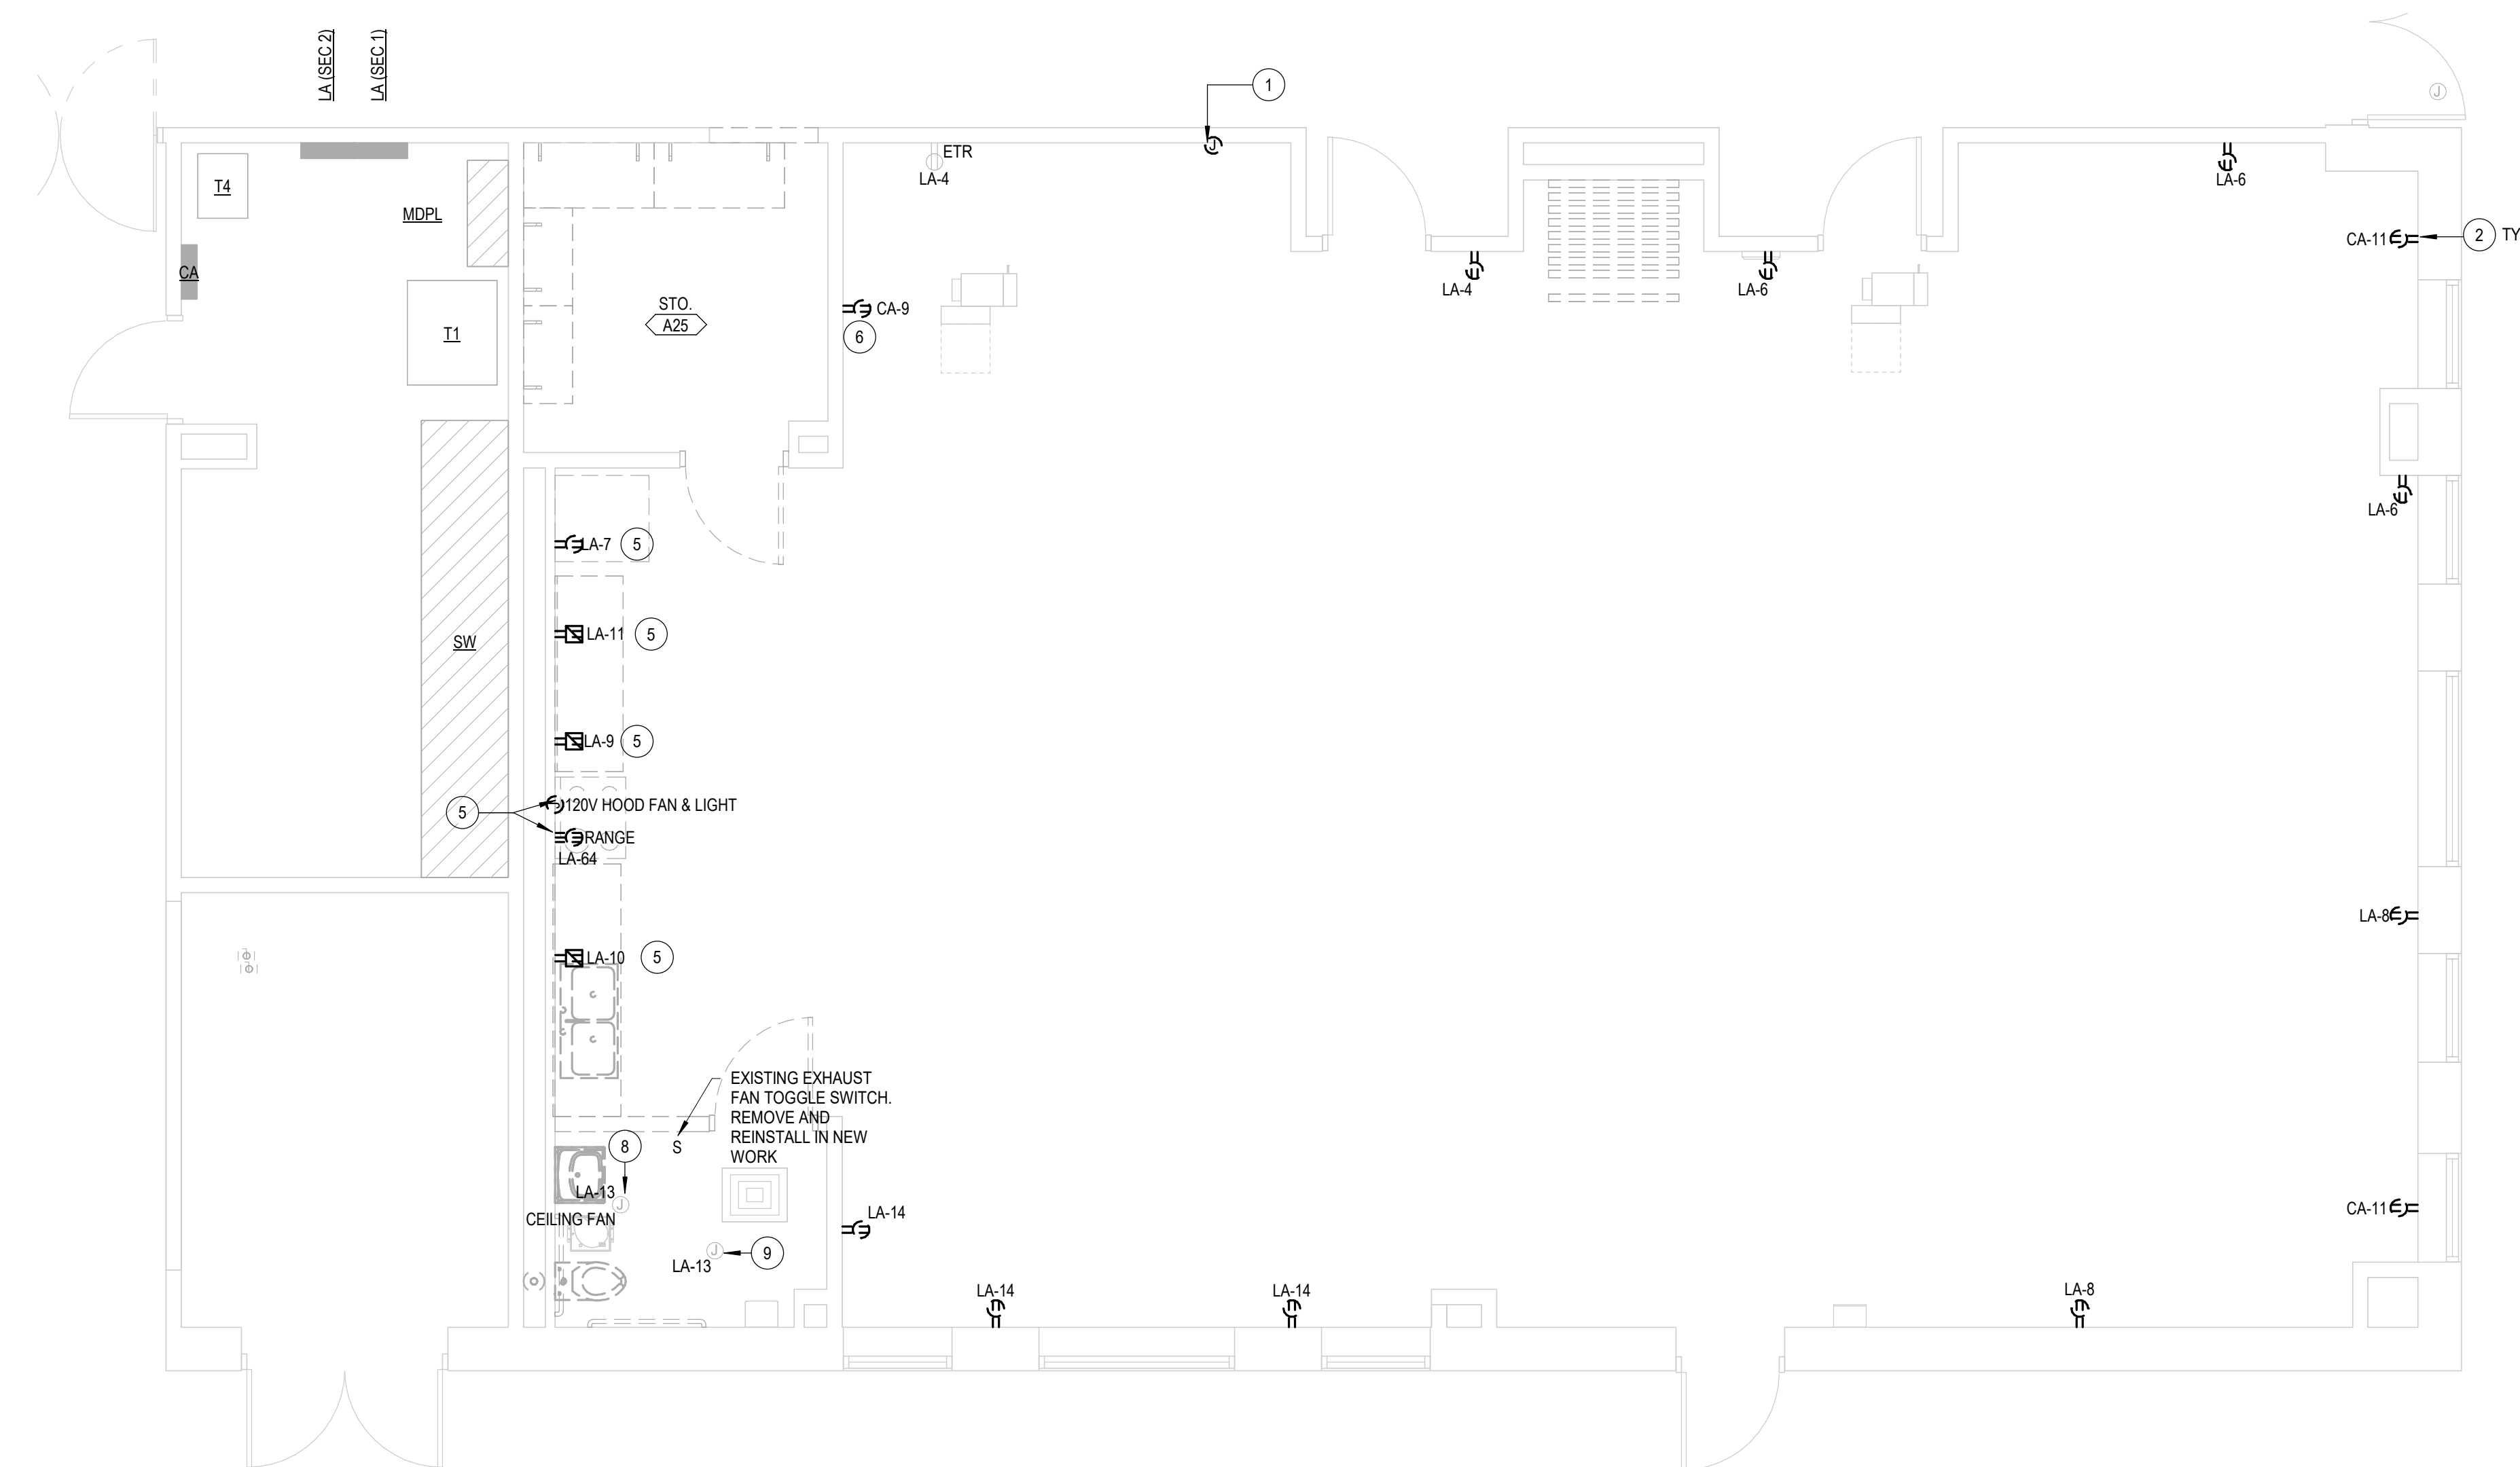 LA (SEC 2)
LA (SEC 1)
1
J
J
T4
MDPL
ETR
LA-4
LA-6
CA-11
2
TY
CA
LA-4
LA-6
STO.
A25
CA-9
6
T1
LA-6
LA-7
5
LA-11
5
SW
LA-9
5
5
J
120V HOOD FAN & LIGHT
RANGE
LA-64
LA-8
LA-10
5
EXISTING EXHAUST
FAN TOGGLE SWITCH.
REMOVE AND
REINSTALL IN NEW
WORK
8
S
LA-13
J
CEILING FAN
LA-14
CA-11
J
9
LA-13
LA-14
LA-14
LA-8